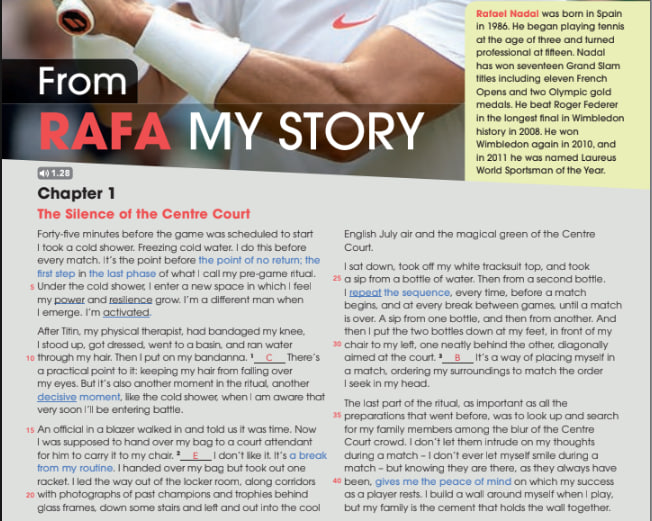 From
RAFA MY STORY
Rafael Nadal was born in Spain
in 1986. He began playing tennis
at the age of three and turned
professional at fifteen. Nadal
has won seventeen Grand Slam
titles including eleven French
Opens and two Olympic gold
medals. He beat Roger Federer
in the longest final in Wimbledon
history in 2008. He won
Wimbledon again in 2010, and
in 2011 he was named Laureus
World Sportsman of the Year.
1.28
Chapter 1
The Silence of the Centre Court
Forty-five minutes before the game was scheduled to start
I took a cold shower. Freezing cold water. I do this before
every match. It's the point before the point of no return; the
first step in the last phase of what I call my pre-game ritual.
5 Under the cold shower, I enter a new space in which I feel
my power and resilience grow. I'm a different man when
I emerge. I'm activated.
After Titin, my physical therapist, had bandaged my knee,
I stood up, got dressed, went to a basin, and ran water
10 through my hair. Then I put on my bandanna. 1 C There's
a practical point to it: keeping my hair from falling over
my eyes. But it's also another moment in the ritual, another
decisive moment, like the cold shower, when I am aware that
very soon I'll be entering battle.
15 An official in a blazer walked in and told us it was time. Now
I was supposed to hand over my bag to a court attendant
for him to carry it to my chair. 2 E I don't like it. It's a break
from my routine. I handed over my bag but took out one
racket. I led the way out of the locker room, along corridors
20 with photographs of past champions and trophies behind
glass frames, down some stairs and left and out into the cool
English July air and the magical green of the Centre
Court.
I sat down, took off my white tracksuit top, and took
25 a sip from a bottle of water. Then from a second bottle.
I repeat the sequence, every time, before a match
begins, and at every break between games, until a match
is over. A sip from one bottle, and then from another. And
then I put the two bottles down at my feet, in front of my
30 chair to my left, one neatly behind the other, diagonally
aimed at the court. 3 B It's a way of placing myself in
a match, ordering my surroundings to match the order
I seek in my head.
The last part of the ritual, as important as all the
35 preparations that went before, was to look up and search
for my family members among the blur of the Centre
Court crowd. I don't let them intrude on my thoughts
during a match – I don't ever let myself smile during a
match – but knowing they are there, as they always have
40 been, gives me the peace of mind on which my success
as a player rests. I build a wall around myself when I play,
but my family is the cement that holds the wall together.